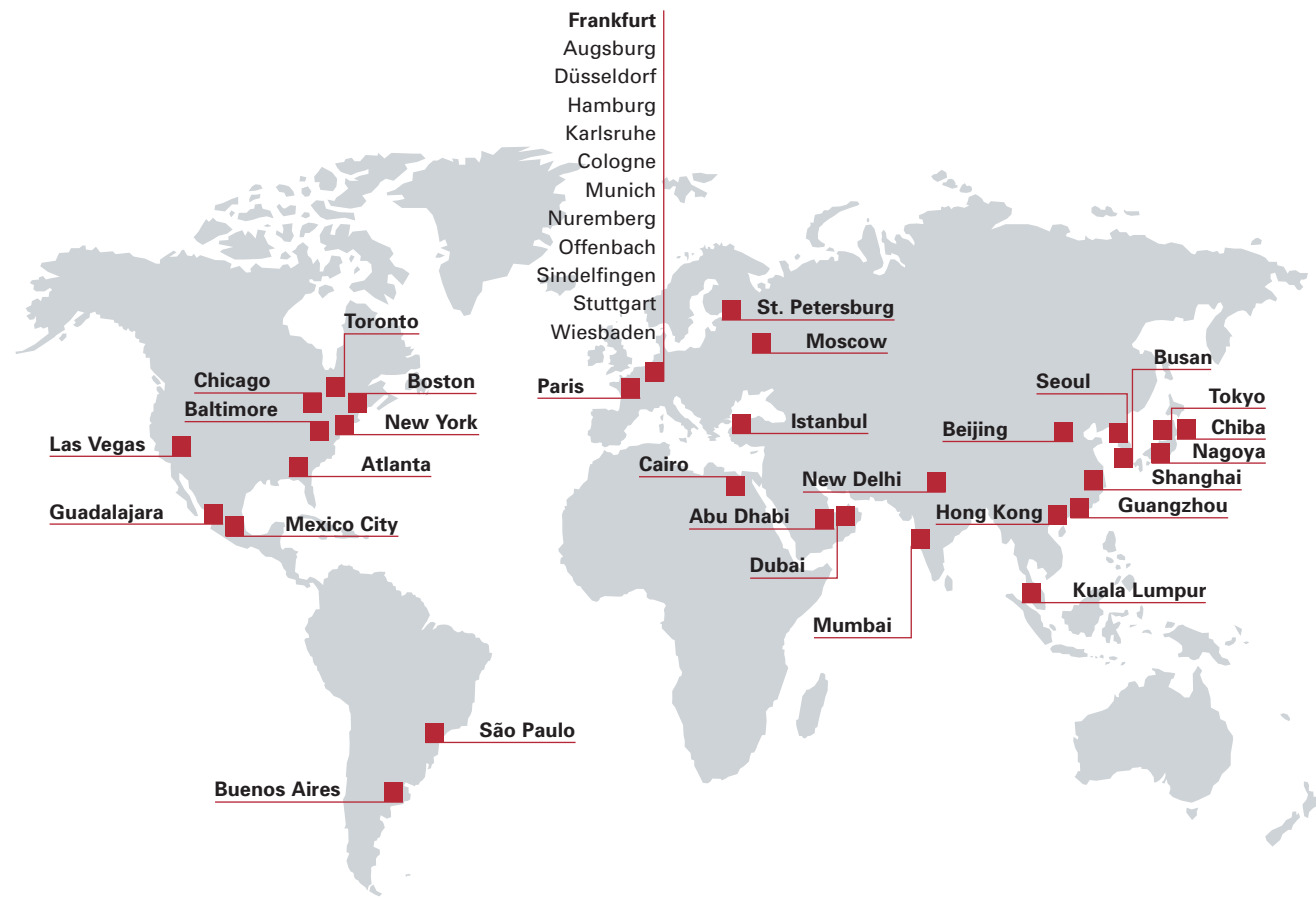 Frankfurt
Augsburg
Düsseldorf
Hamburg
Karlsruhe
Cologne
Munich
Nuremberg
Offenbach
Sindelfingen
Stuttgart
Wiesbaden
St. Petersburg
Moscow
Toronto
Chicago
Boston
Baltimore
New York
Las Vegas
Atlanta
Guadalajara
Mexico City
Paris
Istanbul
Cairo
New Delhi
Abu Dhabi
Dubai
Mumbai
Busan
Seoul
Tokyo
Beijing
Chiba
Nagoya
Shanghai
Hong Kong
Guangzhou
Kuala Lumpur
São Paulo
Buenos Aires